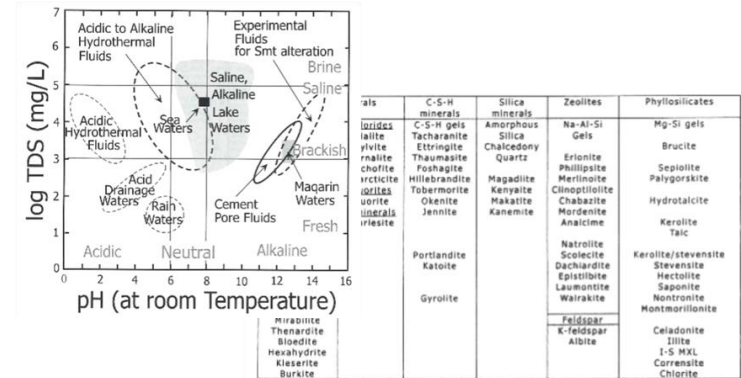 7
6
5
4
3
2
1
0
log TDS (mg/L)
Acidic to Alkaline
Hydrothermal
Fluids
Experimental
Fluids
for Smt alteration
Brine
Saline
Saline,
Alkaline
Lake
Waters
Sea
Waters
Acidic
Hydrothermal
Fluids
Brackish
Acid
Drainage
Waters
Rain
Waters
Cement
Pore Fluids
Maqarin
Waters
Fresh
Acidic
Neutral
Alkaline
0 2 4 6 8 10 12 14 16
pH (at room Temperature)
C-S-H minerals Silica minerals Zeolites Phyllosilicates
C-S-H gels Amorphous Na-Al-Si Mg-Si gels
Tacharanite Silica Gels
Ettringite Chalcedony Brucite
Thaumasite Quartz Erionite
Foshagite Phillipsite Sepiolite
Hillebrandite Magadiite Merlinoite Palygorskite
Tobermorite Kenyaite Clinoptilolite
Okenite Makatite Chabazite Hydrotalcite
Jennite Kanemite Mordenite
Analcime Kerolite
Talc
Natrolite
Portlandite Scolecite Kerolite/stevensite
Katoite Dachiardite Stevensite
Epistilbite Hectolite
Laumontite Saponite
Gyrolite Wairakite Nontronite
Montmorillonite
Mirabilite Feldspar
Thenardite K-feldspar Celadonite
Bloedite Albite Illite
Hexahydrite I-S MXL
Kieserite Corrensite
Burkite Chlorite